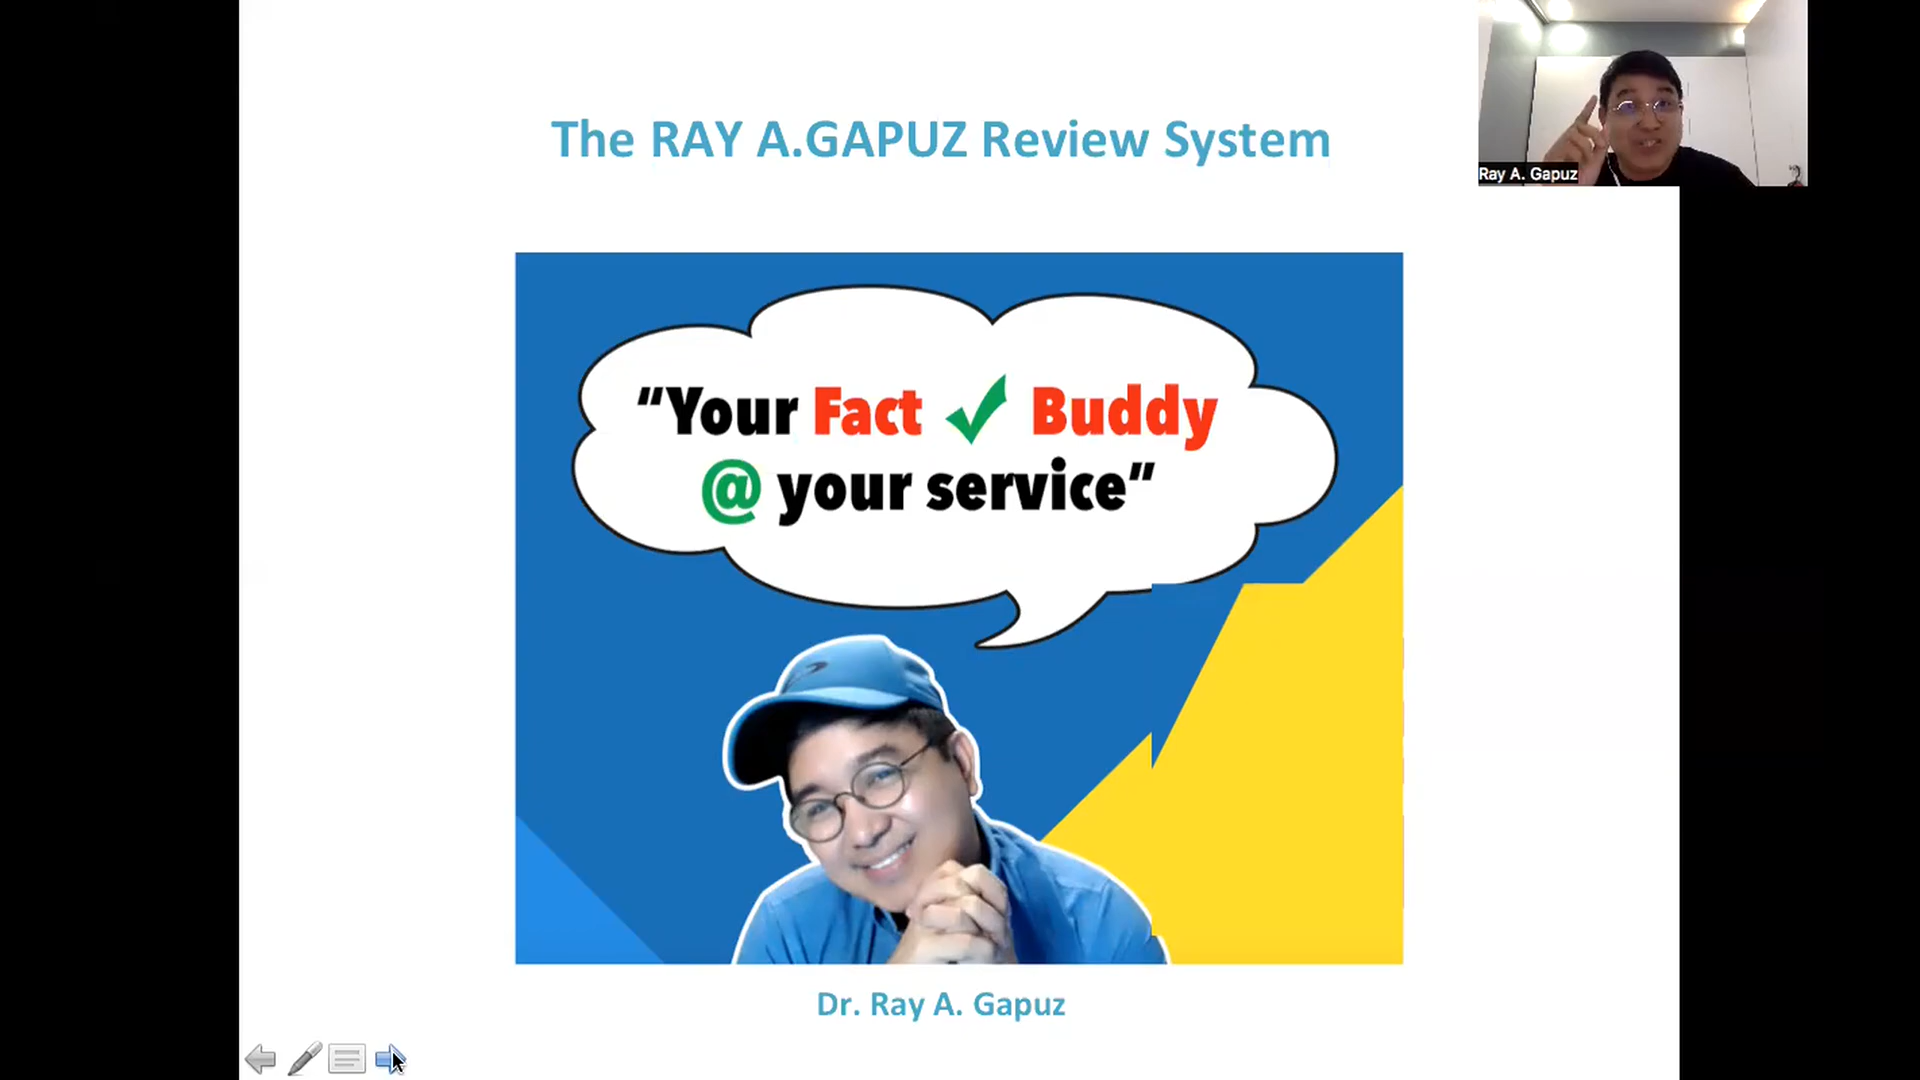 The RAY A.GAPUZ Review System
Ray A. Gapuz
“Your Fact ✓ Buddy
@ your service”
Dr. Ray A. Gapuz